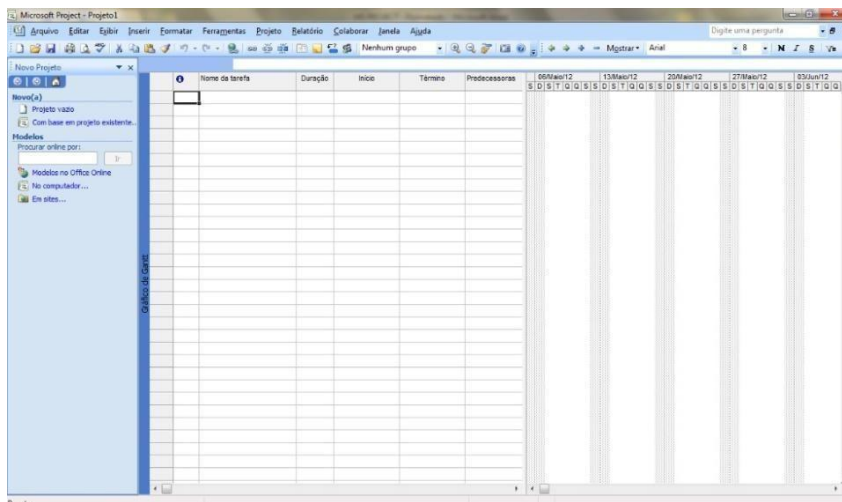 Microsoft Project - Projeto1
Arquivo Editar Exibir Inserir Formatar Ferramentas Projeto Relatório Colaborar Janela Ajuda
Digite uma pergunta
Nenhum grupo Mostrar Arial 8 N I S
Novo Projeto
Nome da tarefa Duração Início Término Predecessoras
06/Maio/12 13/Maio/12 20/Maio/12 27/Maio/12 03/Jun/12
S D S T Q Q S S D S T Q Q S S D S T Q Q S S D S T Q Q S S D S T Q Q
Novo(a)
Projeto vazio
Com base em projeto existente...
Modelos
Procurar online por:
Ir
Modelos no Office Online
No computador...
Em sites...
Gráfico de Gantt